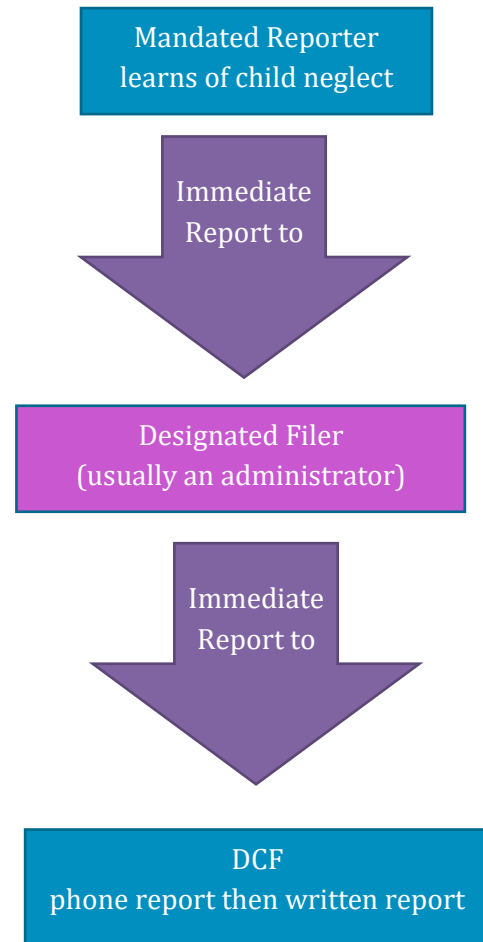 Mandated Reporter
learns of child neglect
Immediate
Report to
Designated Filer
(usually an administrator)
Immediate
Report to
DCF
phone report then written report